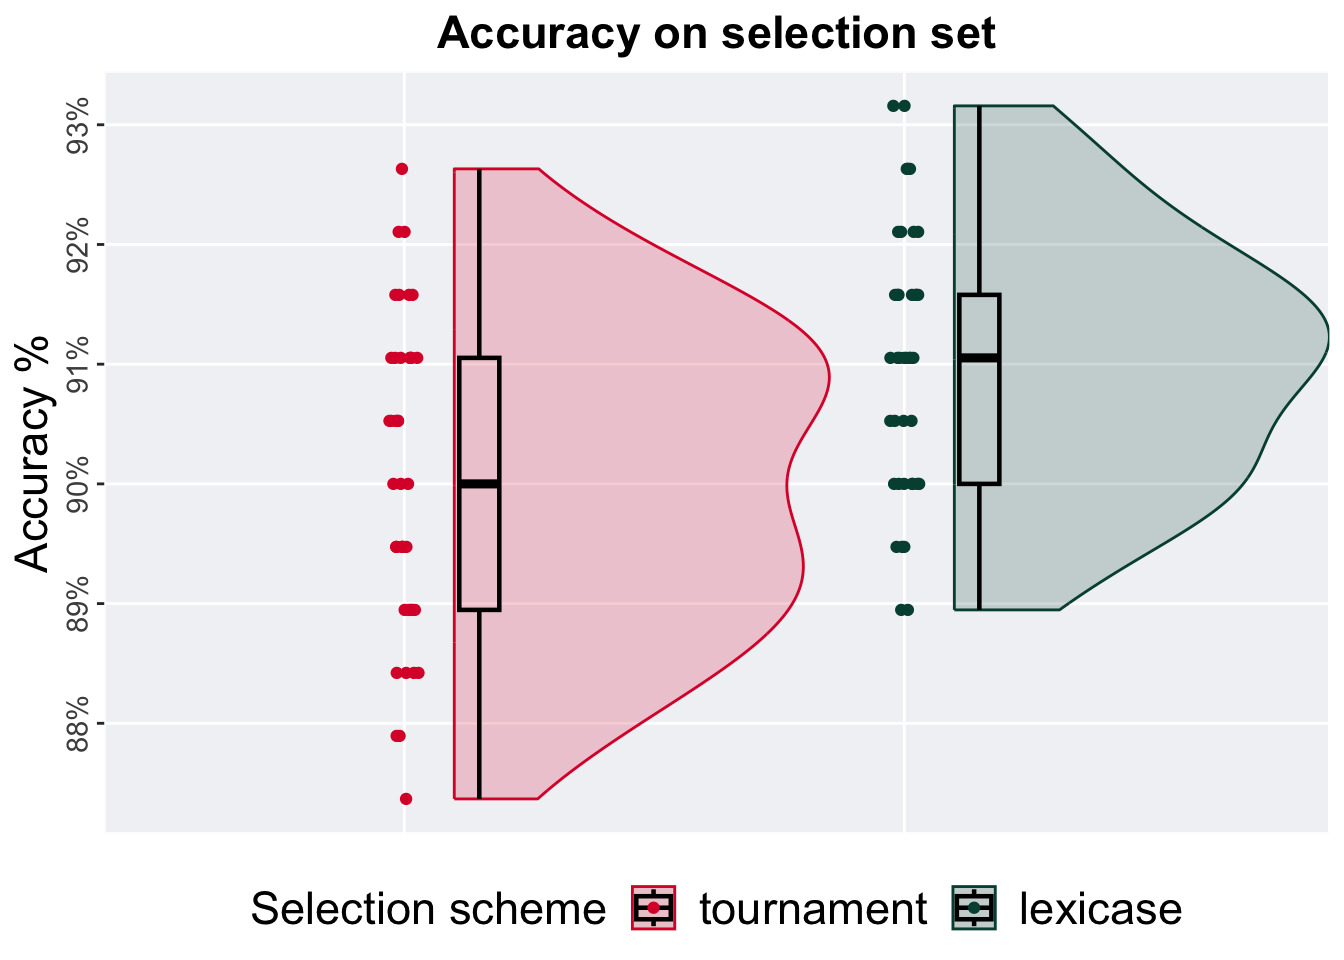 Accuracy on selection set
Accuracy %
93%
92%
91%
90%
89%
88%
Selection scheme tournament lexicase